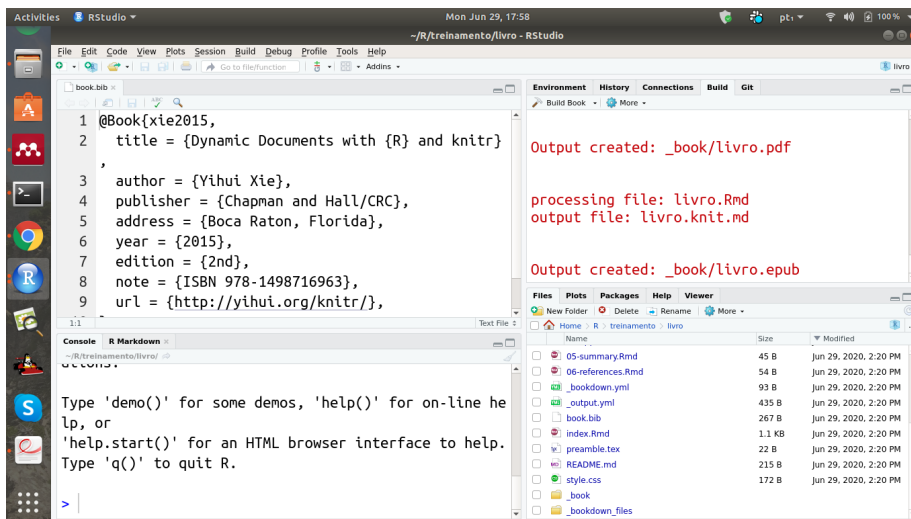 Activities RStudio Mon Jun 29, 17:58 pt₁ 100 %
~/R/treinamento/livro - RStudio
File Edit Code View Plots Session Build Debug Profile Tools Help
Go to file/function Addins livro
book.bib
ABC
1 @Book{xie2015,
2 title = {Dynamic Documents with {R} and knitr}
,
3 author = {Yihui Xie},
4 publisher = {Chapman and Hall/CRC},
5 address = {Boca Raton, Florida},
6 year = {2015},
7 edition = {2nd},
8 note = {ISBN 978-1498716963},
9 url = {http://yihui.org/knitr/},
1:1 Text File
Console R Markdown
~/R/treinamento/livro/
Type 'demo()' for some demos, 'help()' for on-line he
lp, or
'help.start()' for an HTML browser interface to help.
Type 'q()' to quit R.
>
Environment History Connections Build Git
Build Book More
Output created: _book/livro.pdf
processing file: livro.Rmd
output file: livro.knit.md
Output created: _book/livro.epub
Files Plots Packages Help Viewer
New Folder Delete Rename More
Home R treinamento livro
Name Size Modified
05-summary.Rmd 45 B Jun 29, 2020, 2:20 PM
06-references.Rmd 54 B Jun 29, 2020, 2:20 PM
_bookdown.yml 93 B Jun 29, 2020, 2:20 PM
_output.yml 435 B Jun 29, 2020, 2:20 PM
book.bib 267 B Jun 29, 2020, 2:20 PM
index.Rmd 1.1 KB Jun 29, 2020, 2:20 PM
preamble.tex 22 B Jun 29, 2020, 2:20 PM
README.md 215 B Jun 29, 2020, 2:20 PM
style.css 172 B Jun 29, 2020, 2:20 PM
_book
_bookdown_files